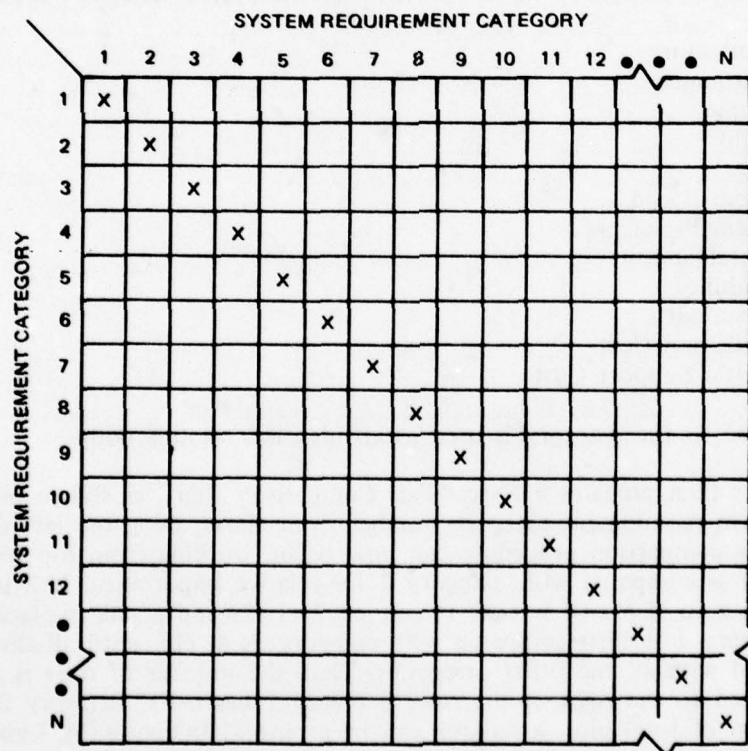 SYSTEM REQUIREMENT CATEGORY
1 2 3 4 5 6 7 8 9 10 11 12 ● ● ● N
SYSTEM REQUIREMENT CATEGORY
1 X
2 X
3 X
4 X
5 X
6 X
7 X
8 X
9 X
10 X
11 X
12 X
● X
● 
● X
N X